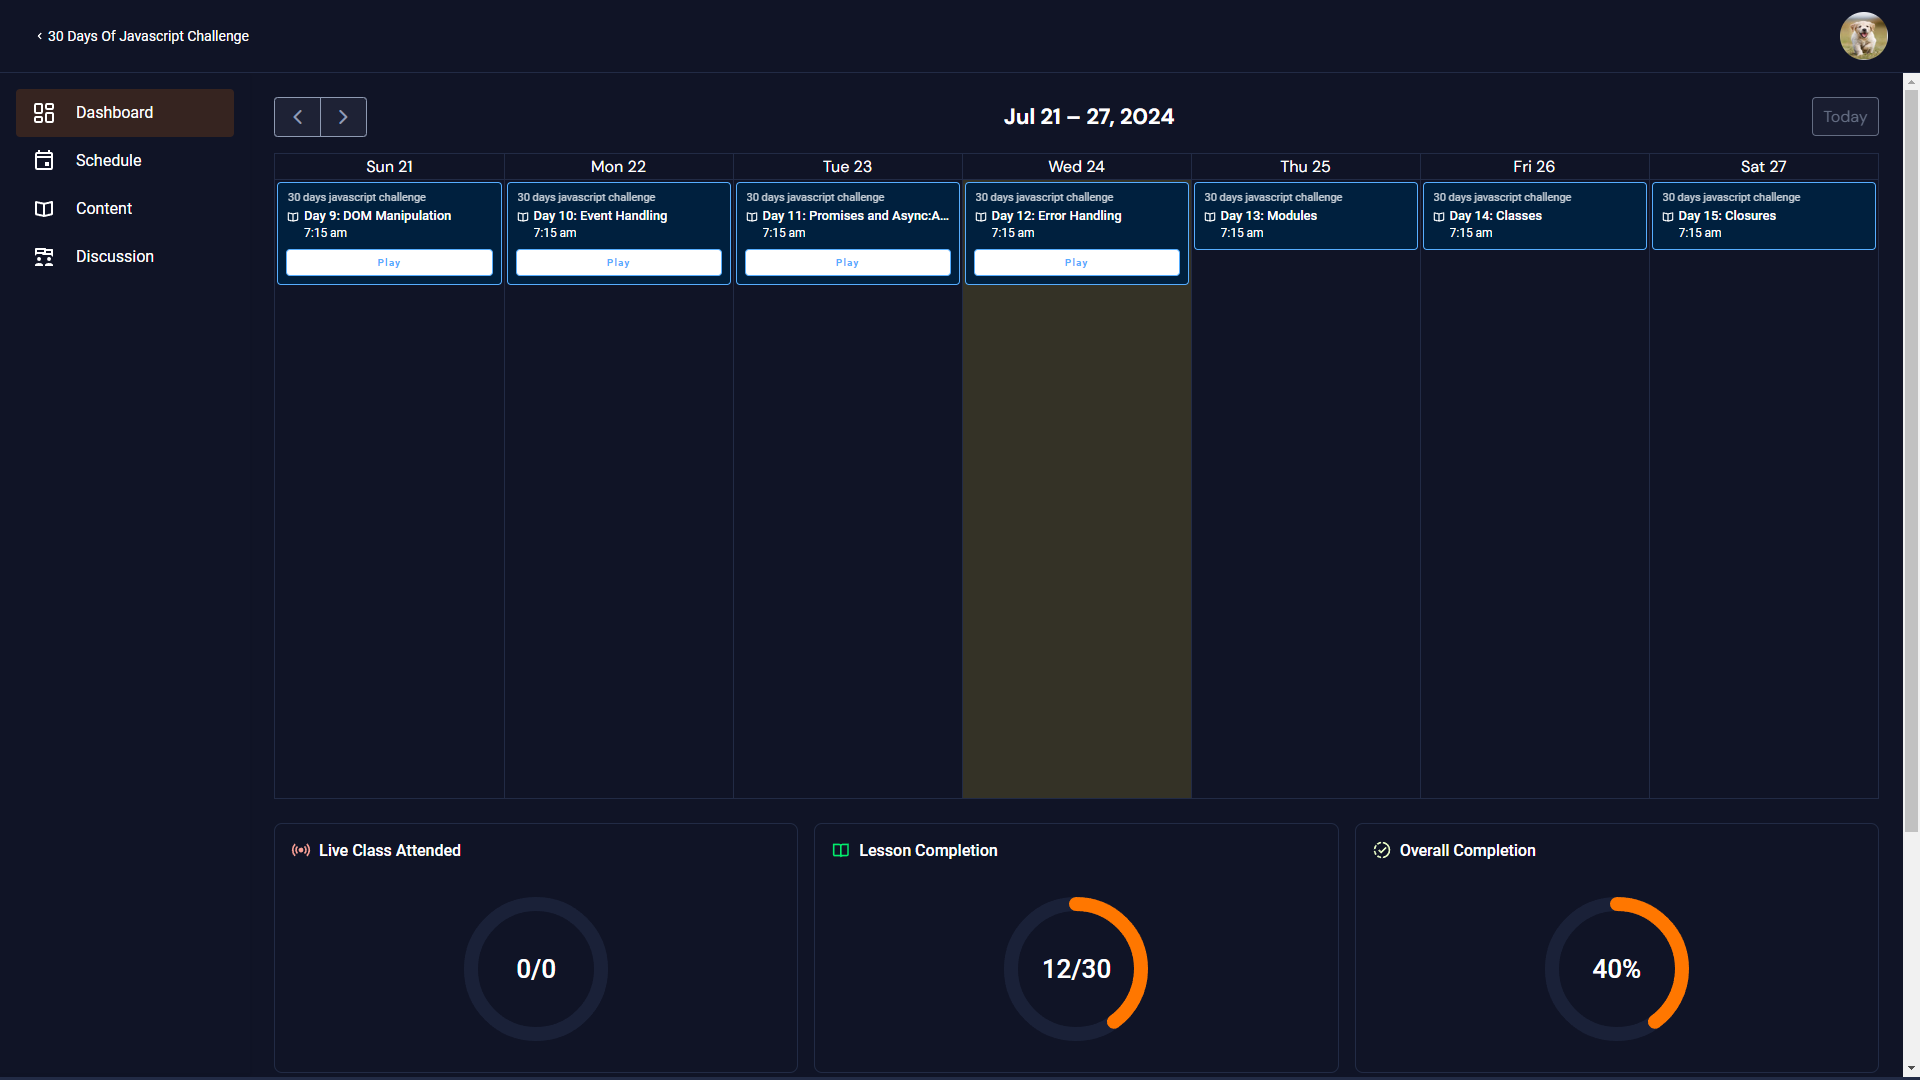 ‹ 30 Days Of Javascript Challenge
Dashboard
Schedule
Content
Discussion
Jul 21 – 27, 2024
Today
Sun 21
Mon 22
Tue 23
Wed 24
Thu 25
Fri 26
Sat 27
30 days javascript challenge
Day 9: DOM Manipulation
7:15 am
Play
30 days javascript challenge
Day 10: Event Handling
7:15 am
Play
30 days javascript challenge
Day 11: Promises and Async:A...
7:15 am
Play
30 days javascript challenge
Day 12: Error Handling
7:15 am
Play
30 days javascript challenge
Day 13: Modules
7:15 am
30 days javascript challenge
Day 14: Classes
7:15 am
30 days javascript challenge
Day 15: Closures
7:15 am
Live Class Attended
0/0
Lesson Completion
12/30
Overall Completion
40%